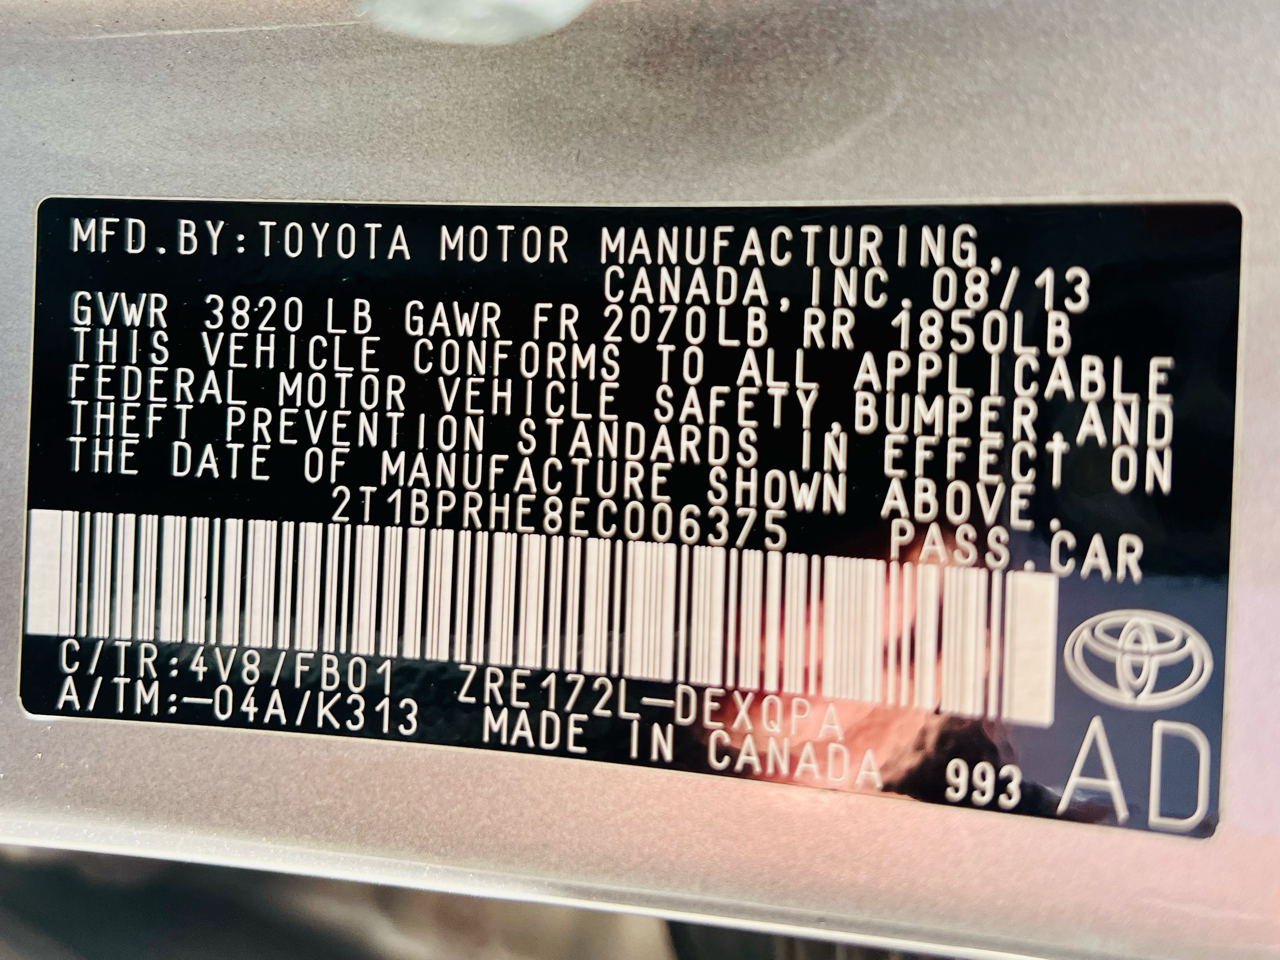 MFD.BY:TOYOTA MOTOR MANUFACTURING,
CANADA,INC. 08/13
GVWR 3820 LB GAWR FR 2070LB RR 1850LB
THIS VEHICLE CONFORMS TO ALL APPLICABLE
FEDERAL MOTOR VEHICLE SAFETY,BUMPER,AND
THEFT PREVENTION STANDARDS IN EFFECT ON
THE DATE OF MANUFACTURE SHOWN ABOVE.
2T1BPRHE8EC006375 PASS.CAR
C/TR:4V8/FB01 ZRE172L-DEXQPA
A/TM:-04A/K313 MADE IN CANADA 993 AD